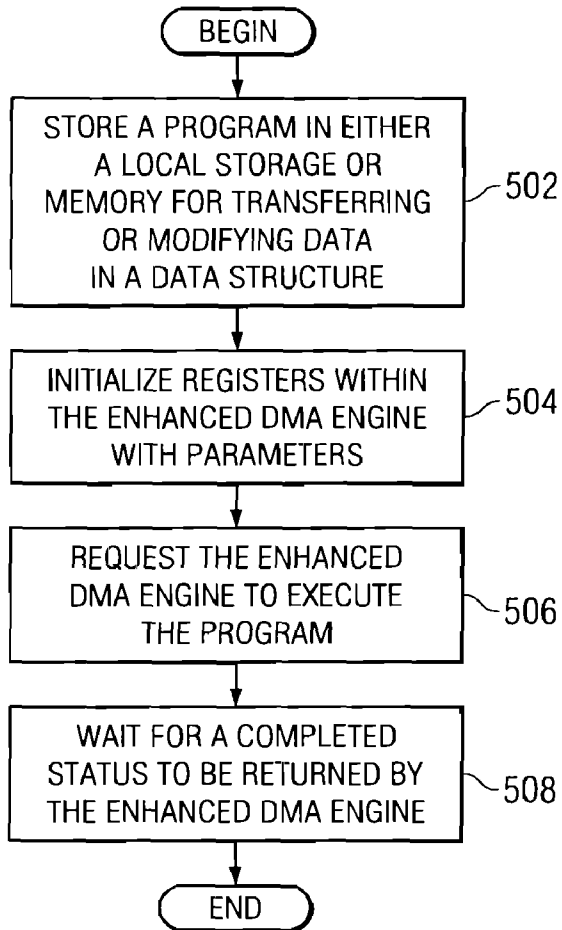 BEGIN
STORE A PROGRAM IN EITHER
A LOCAL STORAGE OR
MEMORY FOR TRANSFERRING
OR MODIFYING DATA
IN A DATA STRUCTURE
502
INITIALIZE REGISTERS WITHIN
THE ENHANCED DMA ENGINE
WITH PARAMETERS
504
REQUEST THE ENHANCED
DMA ENGINE TO EXECUTE
THE PROGRAM
506
WAIT FOR A COMPLETED
STATUS TO BE RETURNED BY
THE ENHANCED DMA ENGINE
508
END